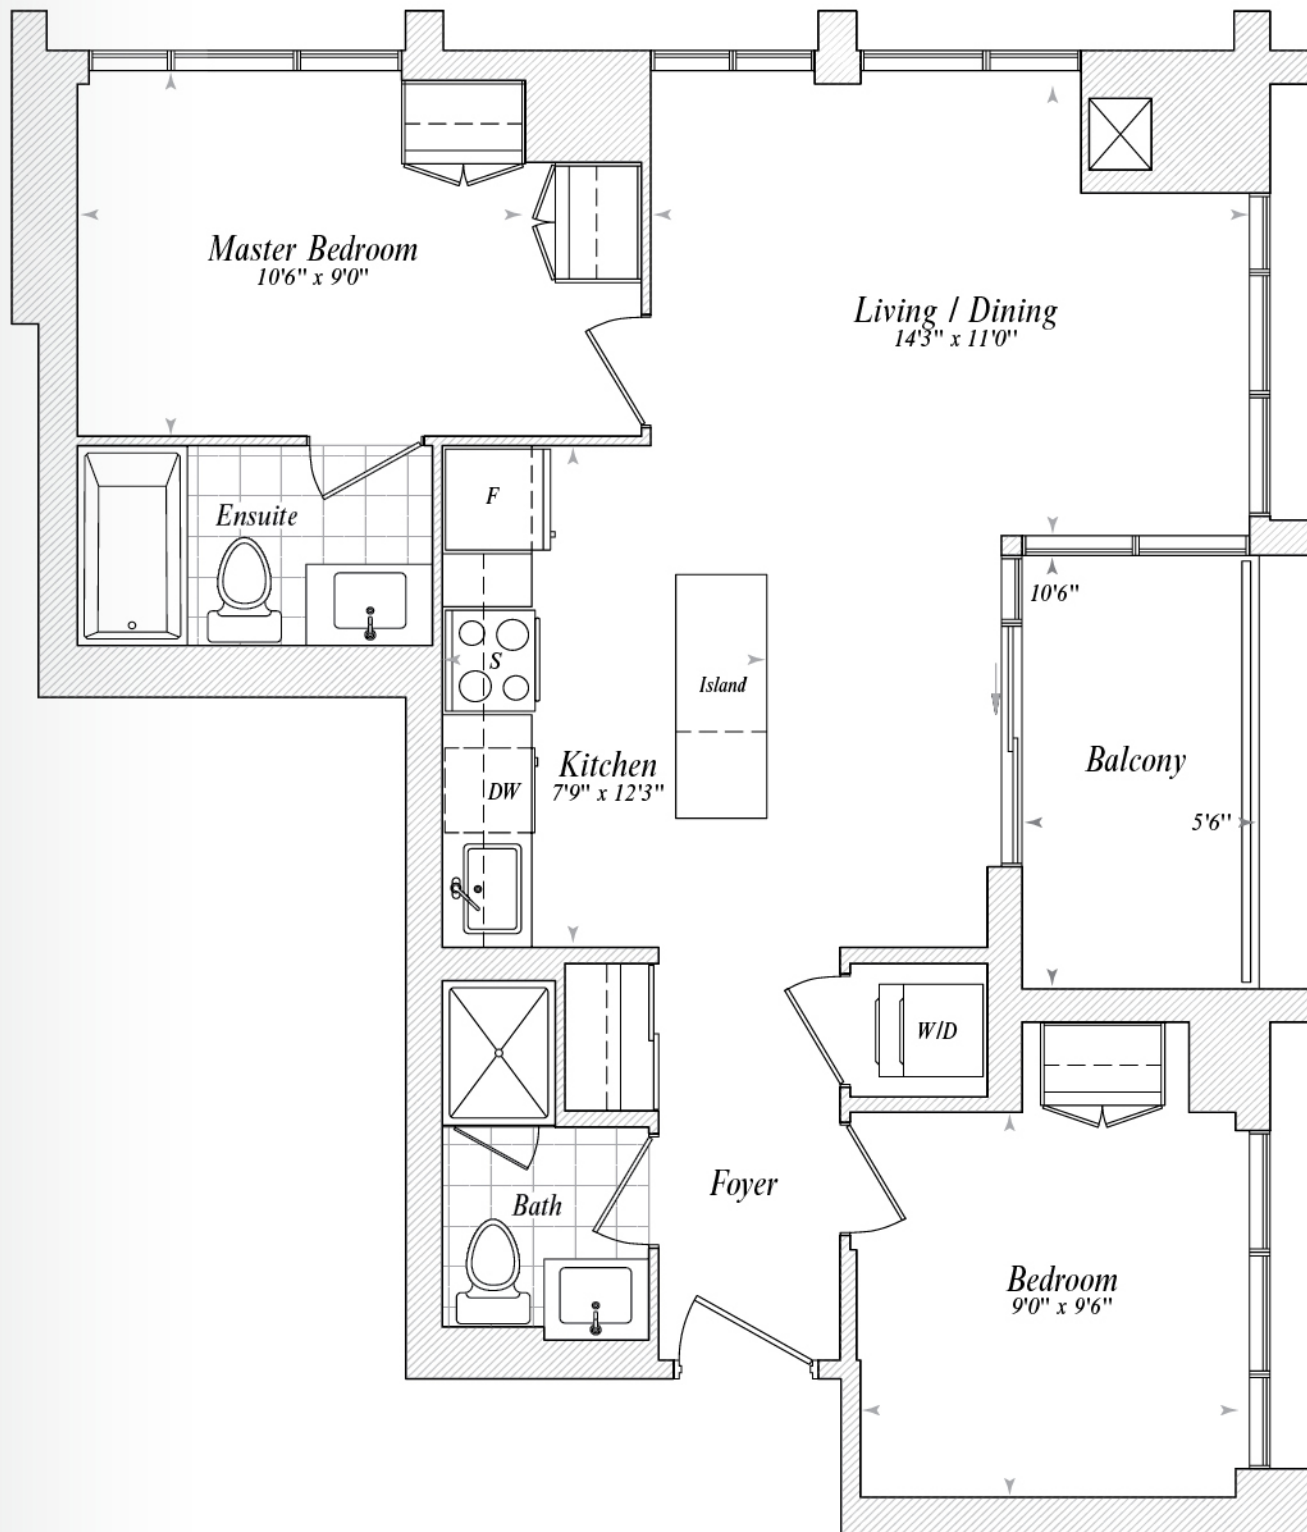 Master Bedroom
10'6" x 9'0"
Living / Dining
14'3" x 11'0"
F
Ensuite
10'6"
S
Island
Kitchen
7'9" x 12'3"
DW
Balcony
5'6"
W/D
Foyer
Bath
Bedroom
9'0" x 9'6"